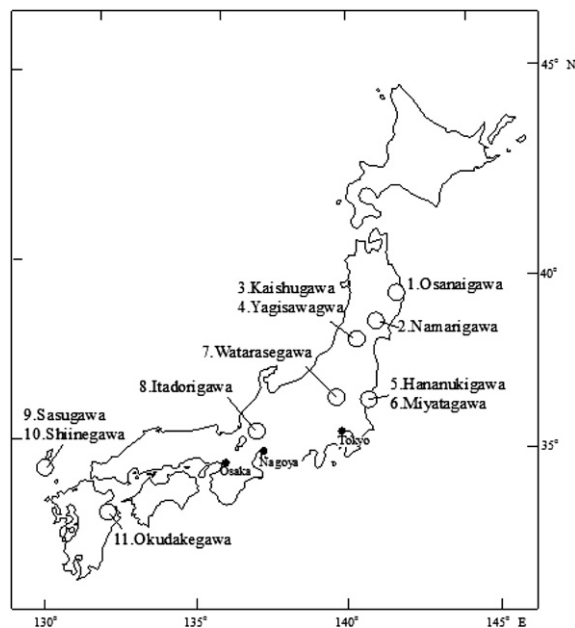 45° N
40°
3.Kaishugawa
1.Osanaigawa
4.Yagisawagwa
2.Namarigawa
7.Watarasegawa
8.Itadorigawa
5.Hananukigawa
6.Miyatagawa
9.Sasugawa
10.Shiinegawa
Tokyo
35°
Nagoya
Osaka
11.Okudakegawa
130° 135° 140° 145° E